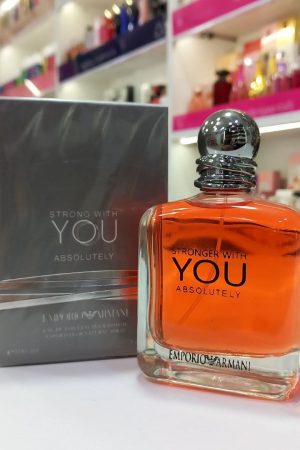 STRONG WITH
YOU
ABSOLUTELY
EMPORIO ARMANI
STRONGER WITH
YOU
ABSOLUTELY
EMPORIO ARMANI